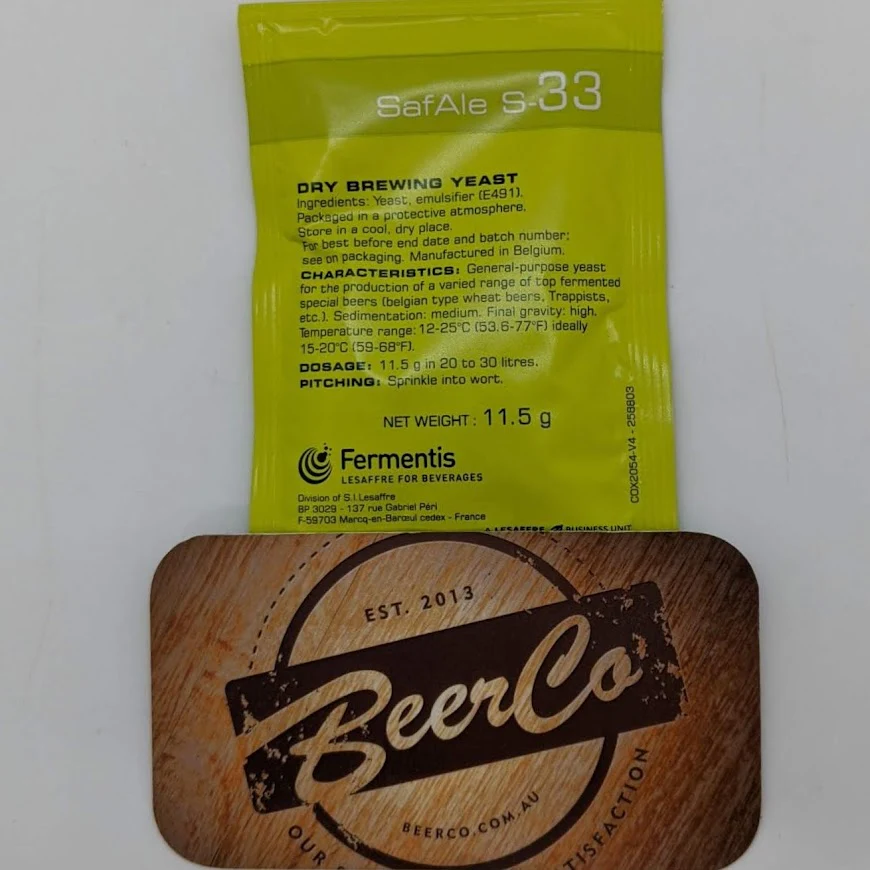 SafAle S-33
DRY BREWING YEAST
Ingredients: Yeast, emulsifier (E491).
Packaged in a protective atmosphere.
Store in a cool, dry place.
For best before end date and batch number:
see on packaging. Manufactured in Belgium.
CHARACTERISTICS: General-purpose yeast
for the production of a varied range of top fermented
special beers (belgian type wheat beers, Trappists,
etc.). Sedimentation: medium. Final gravity: high.
Temperature range: 12-25°C (53.6-77°F) ideally
15-20°C (59-68°F).
DOSAGE: 11.5 g in 20 to 30 litres.
PITCHING: Sprinkle into wort.
NET WEIGHT : 11.5 g
COX2054-V4 - 258803
Fermentis
LESAFFRE FOR BEVERAGES
Division of S.I.Lesaffre
BP 3029 - 137 rue Gabriel Péri
F-59703 Marcq-en-Barœul cedex - France
A LESAFFRE BUSINESS UNIT
EST. 2013
BeerCo
BEERCO.COM.AU
OUR